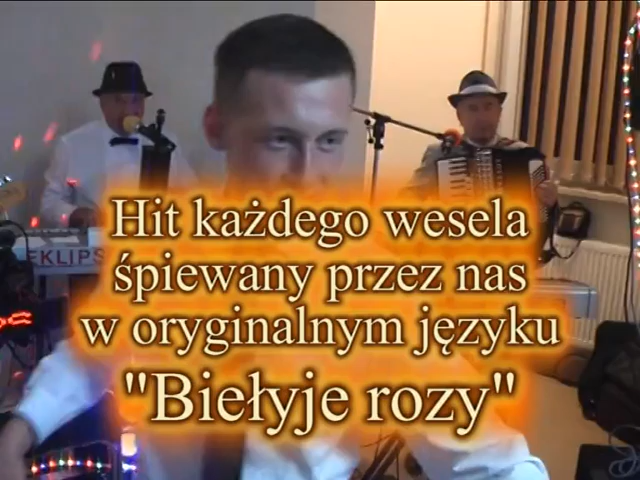 EKLIPS
Hit każdego wesela
śpiewany przez nas
w oryginalnym języku
"Biełyje rozy"